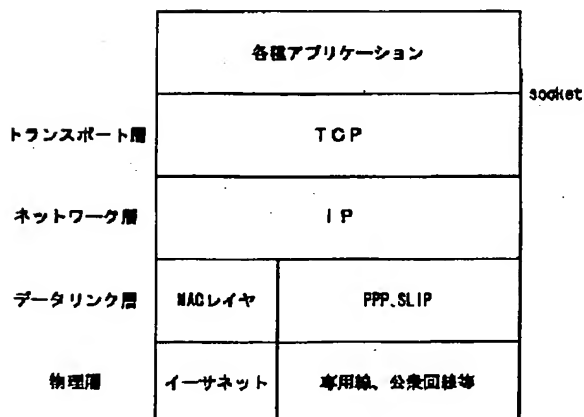 各種アプリケーション
socket
トランスポート層 TCP
ネットワーク層 IP
データリンク層 MACレイヤ PPP、SLIP
物理層 イーサネット 専用線、公衆回線等